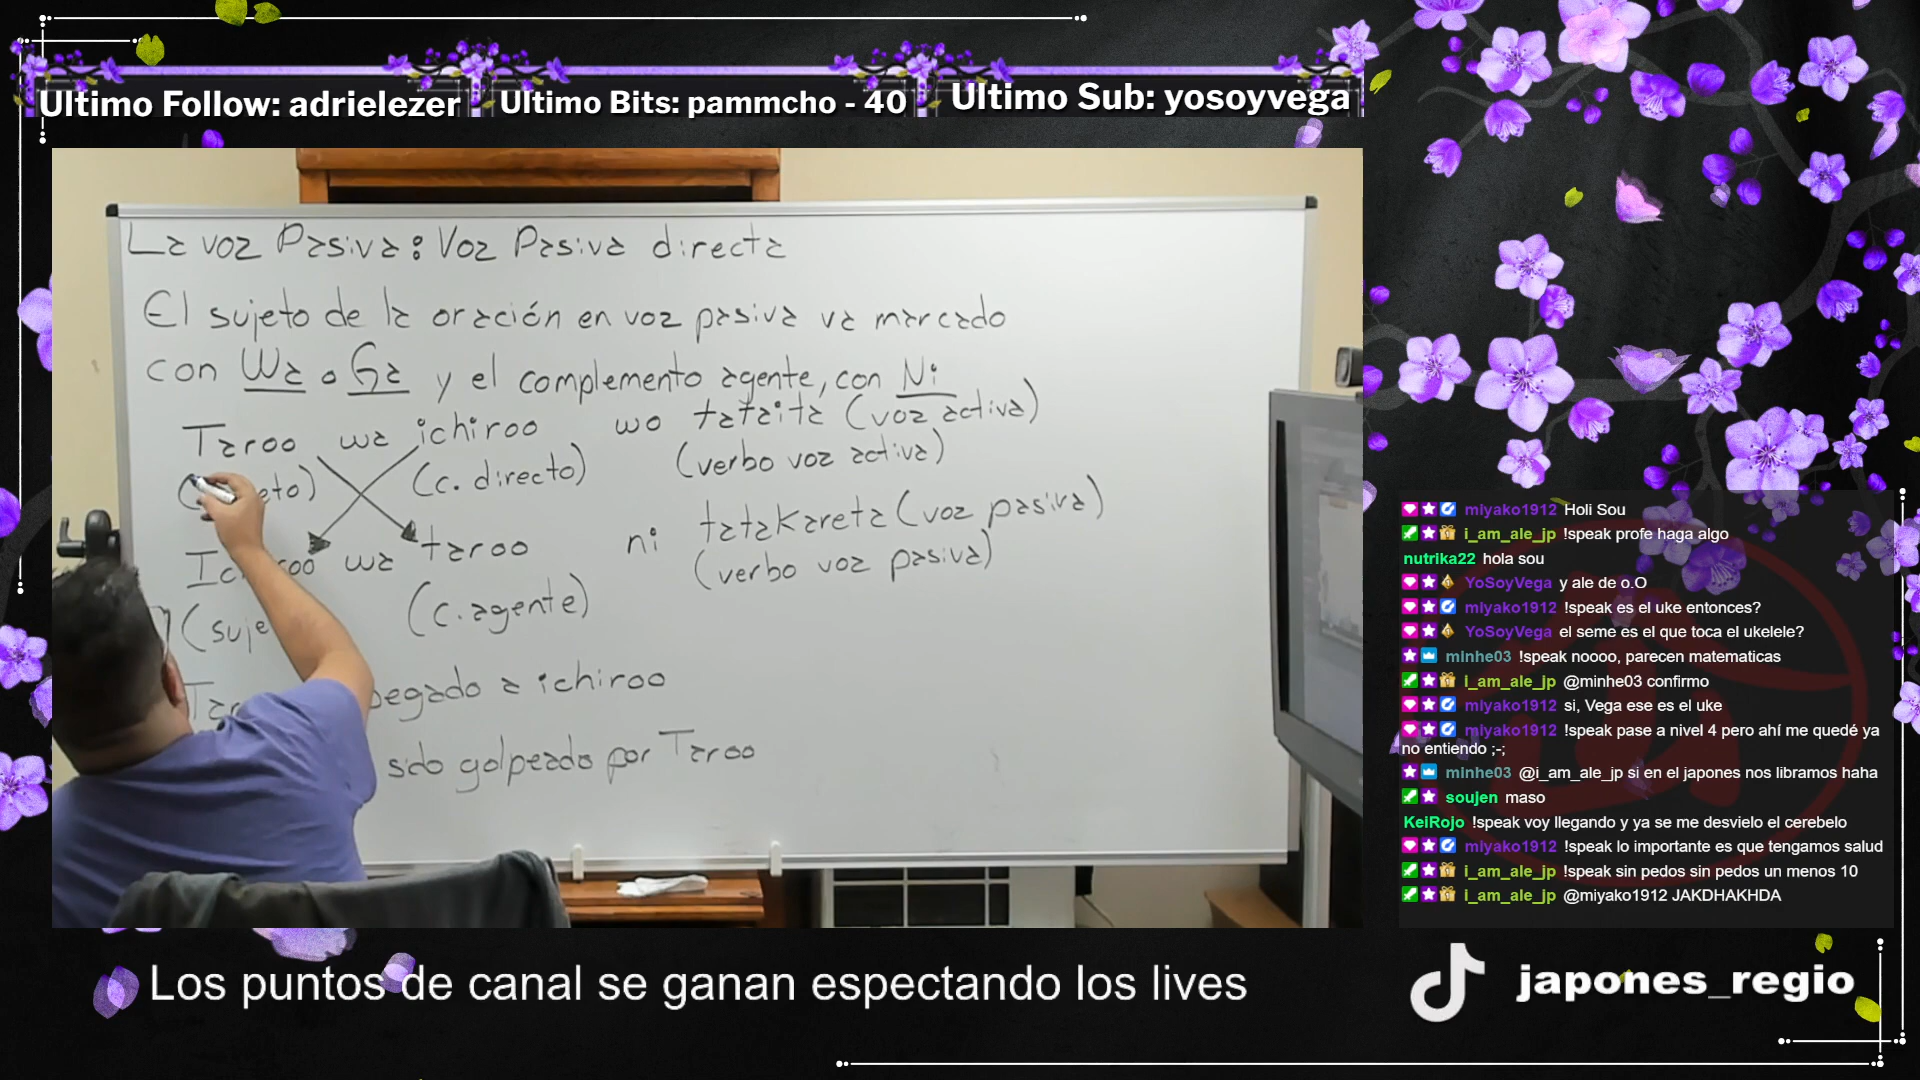 Ultimo Follow: adrielezer
Ultimo Bits: pammcho - 40
Ultimo Sub: yosoyvega
La voz Pasiva: Voz Pasiva directa
El sujeto de la oración en voz pasiva va marcado
con Wa o Ga y el complemento agente, con Ni
Taroo wa ichiroo wo tataita (voz activa)
(c. directo) (verbo voz activa)
wa taroo ni tatakareta (voz pasiva)
(c. agente) (verbo voz pasiva)
a ichiroo
sido golpeado por Taroo
miyako1912 Holi Sou
i_am_ale_jp !speak profe haga algo
nutrika22 hola sou
YoSoyVega y ale de o.O
miyako1912 !speak es el uke entonces?
YoSoyVega el seme es el que toca el ukelele?
minhe03 !speak noooo, parecen matematicas
i_am_ale_jp @minhe03 confirmo
miyako1912 si, Vega ese es el uke
miyako1912 !speak pase a nivel 4 pero ahí me quedé ya
no entiendo ;-;
minhe03 @i_am_ale_jp si en el japones nos libramos haha
soujen maso
KeiRojo !speak voy llegando y ya se me desvielo el cerebelo
miyako1912 !speak lo importante es que tengamos salud
i_am_ale_jp !speak sin pedos sin pedos un menos 10
i_am_ale_jp @miyako1912 JAKDHAKHDA
Los puntos de canal se ganan espectando los lives
japones_regio